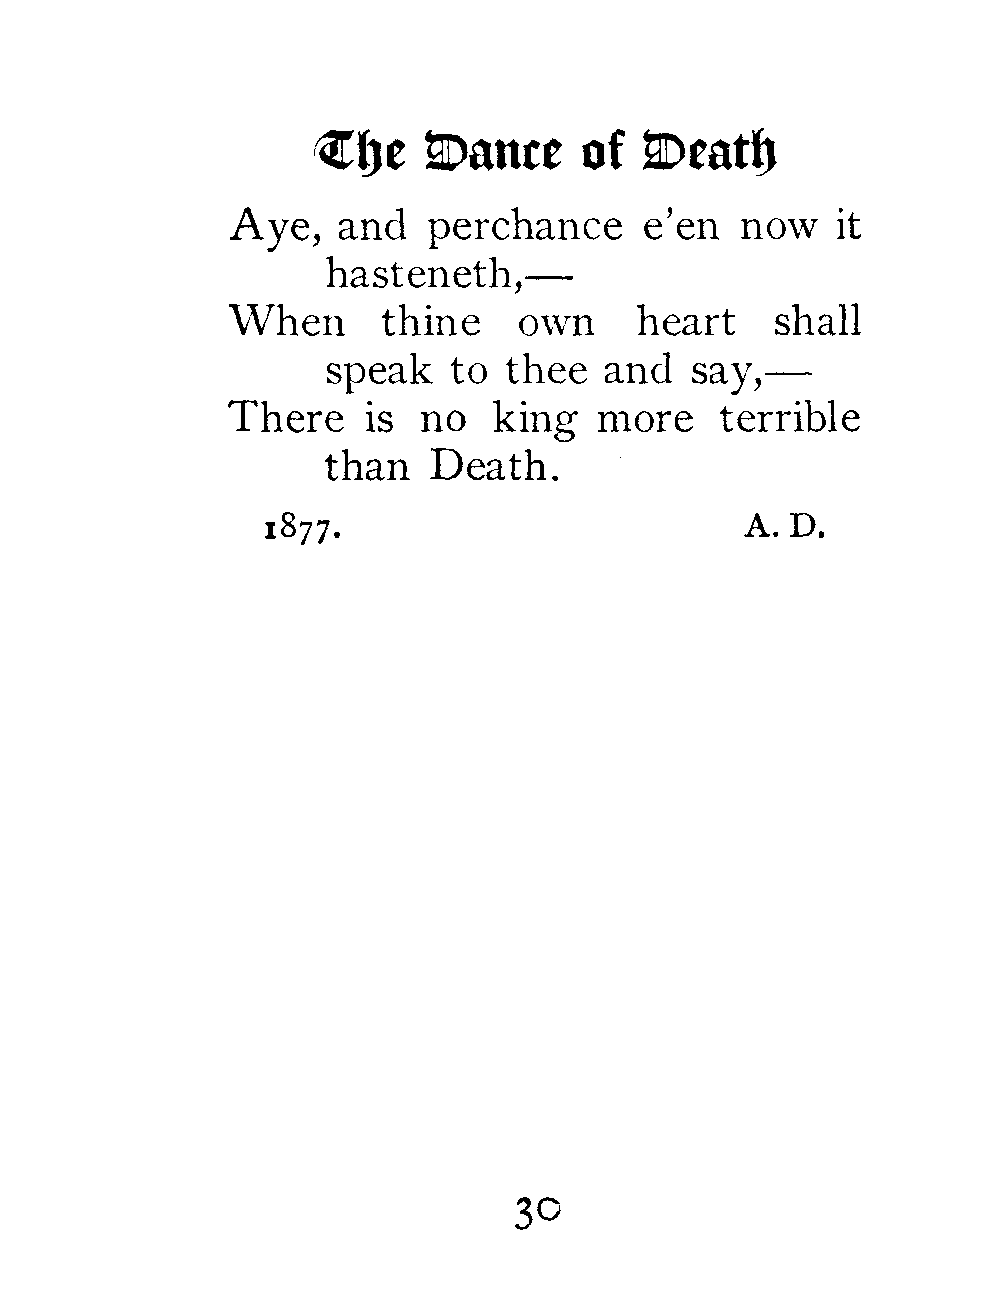 The Dance of Death
Aye, and perchance e'en now it
hasteneth,—
When thine own heart shall
speak to thee and say,—
There is no king more terrible
than Death.
1877. A. D.
30